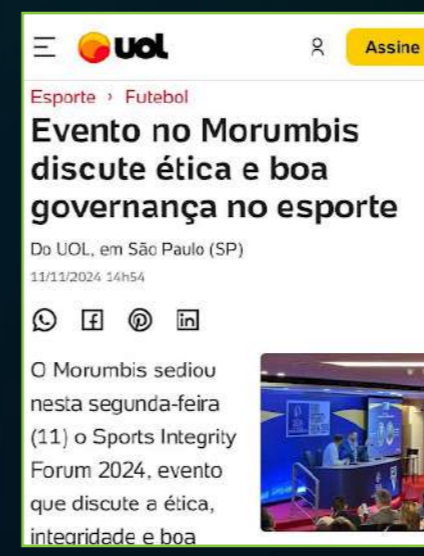 uol
Assine
Esporte › Futebol
Evento no Morumbis
discute ética e boa
governança no esporte
Do UOL, em São Paulo (SP)
11/11/2024 14h54
O Morumbis sediou
nesta segunda-feira
(11) o Sports Integrity
Forum 2024, evento
que discute a ética,
integridade e boa